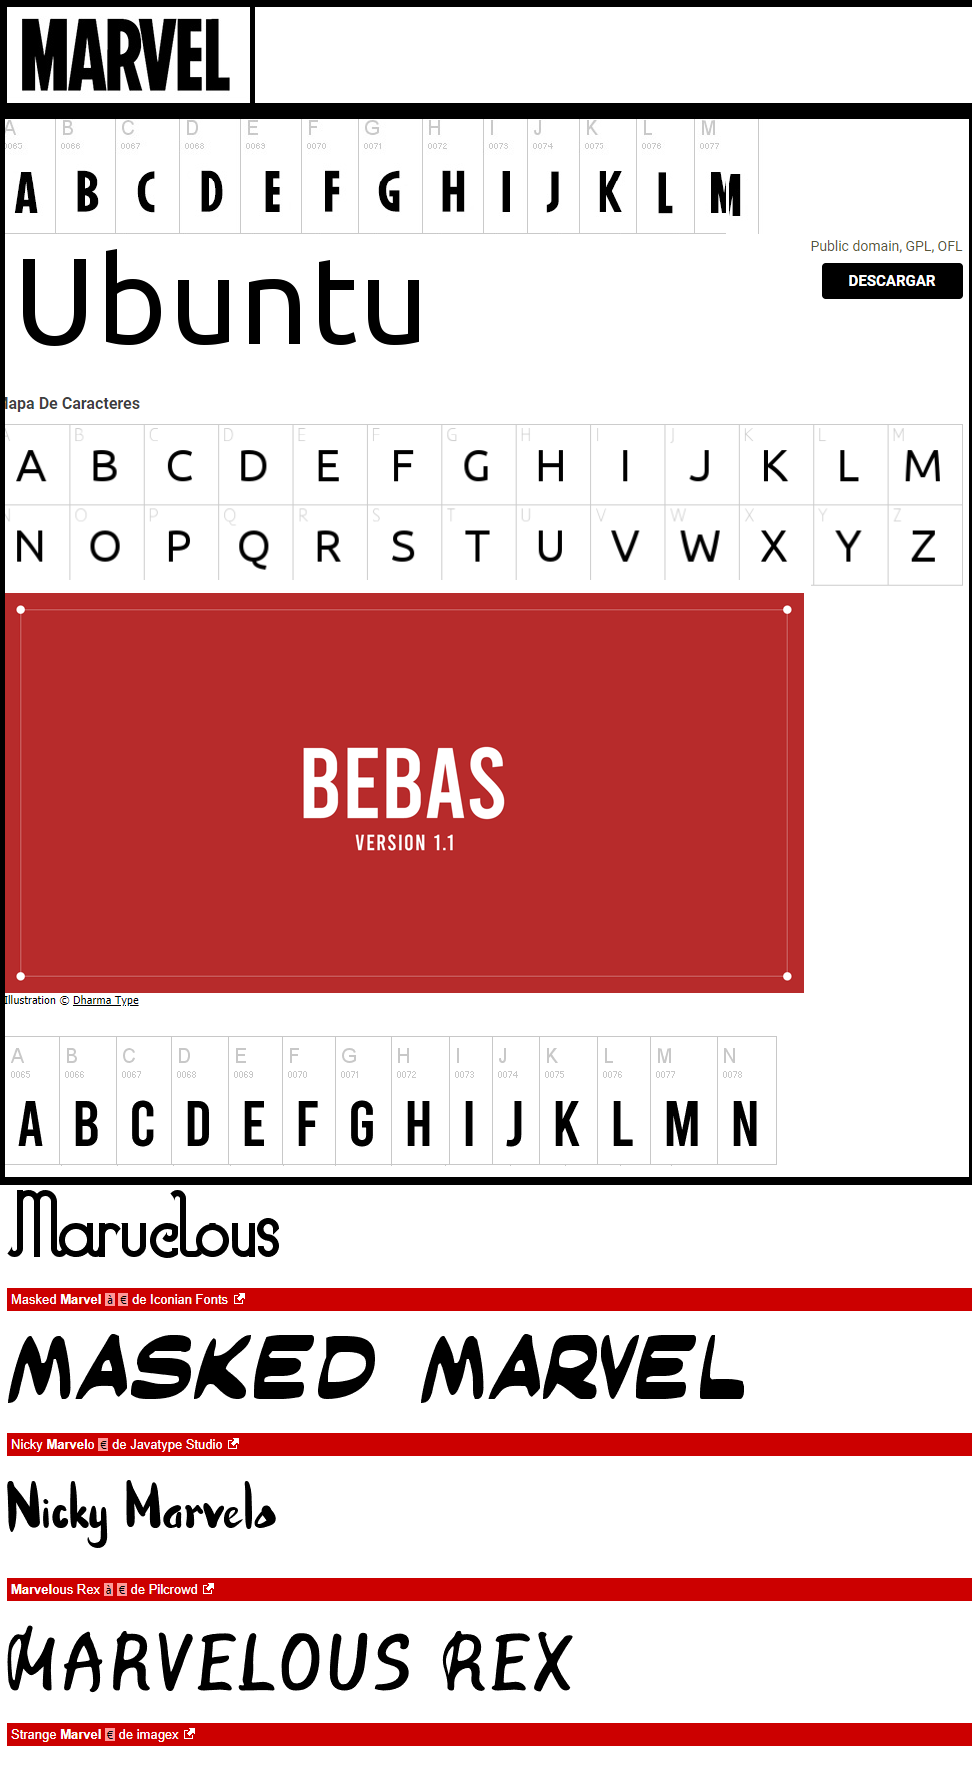 MARVEL
A B C D E F G H I J K L M
0065 0066 0067 0068 0069 0070 0071 0072 0073 0074 0075 0076 0077
A B C D E F G H I J K L M
Public domain, GPL, OFL
Ubuntu
DESCARGAR
Mapa De Caracteres
A B C D E F G H I J K L M
A B C D E F G H I J K L M
N O P Q R S T U V W X Y Z
N O P Q R S T U V W X Y Z
BEBAS
VERSION 1.1
Illustration © Dharma Type
A B C D E F G H I J K L M N
0065 0066 0067 0068 0069 0070 0071 0072 0073 0074 0075 0076 0077 0078
A B C D E F G H I J K L M N
Marvelous
Masked Marvel à € de Iconian Fonts
MASKED MARVEL
Nicky Marvelo € de Javatype Studio
Nicky Marvelo
Marvelous Rex à € de Pilcrowd
MARVELOUS REX
Strange Marvel € de imagex